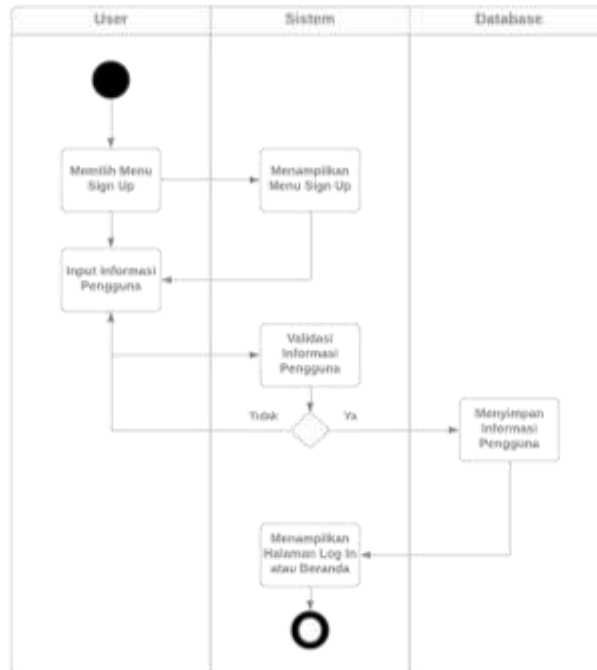 User
Sistem
Database
Memilih Menu
Sign Up
Menampilkan
Menu Sign Up
Input Informasi
Pengguna
Validasi
Informasi
Pengguna
Tidak
Ya
Menyimpan
Informasi
Pengguna
Menampilkan
Halaman Log In
atau Beranda